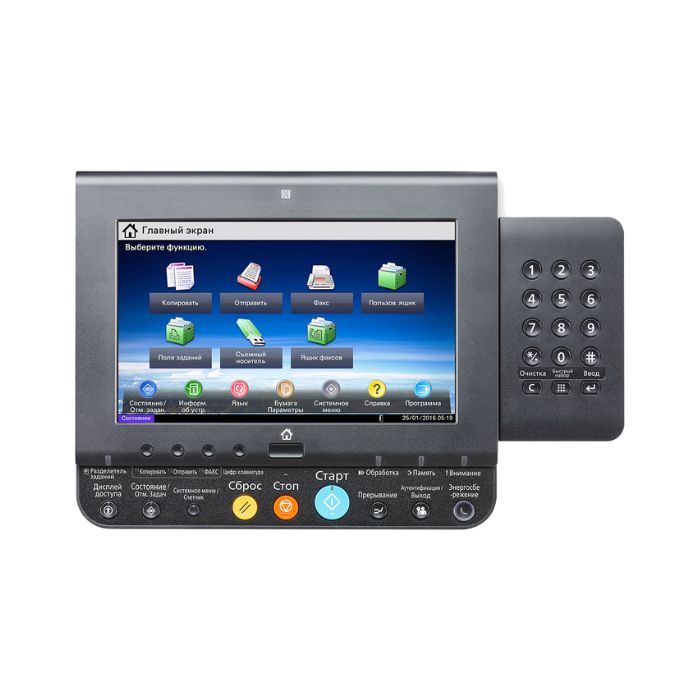 Главный экран
Выберите функцию.
Копировать Отправить Факс Пользов. ящик
Поле заданий Съемный носитель Ящик факсов
Состояние/ Отм. задан. Информ. об устр. Язык Бумага Параметры Системное меню Справка Программа
Состояние 25/01/2016 05:19
1 2 3
4 5 6
7 8 9
*/. 0 #
Очистка Быстрый набор Ввод
C
Разделитель заданий Копировать Отправить ФАКС Цифр. клавиатура Обработка Память Внимание
Дисплей доступа Состояние/ Отм. Задач Системное меню / Счетчик Сброс Стоп Старт Прерывание Аутентификация / Выход Энергосбе -режение